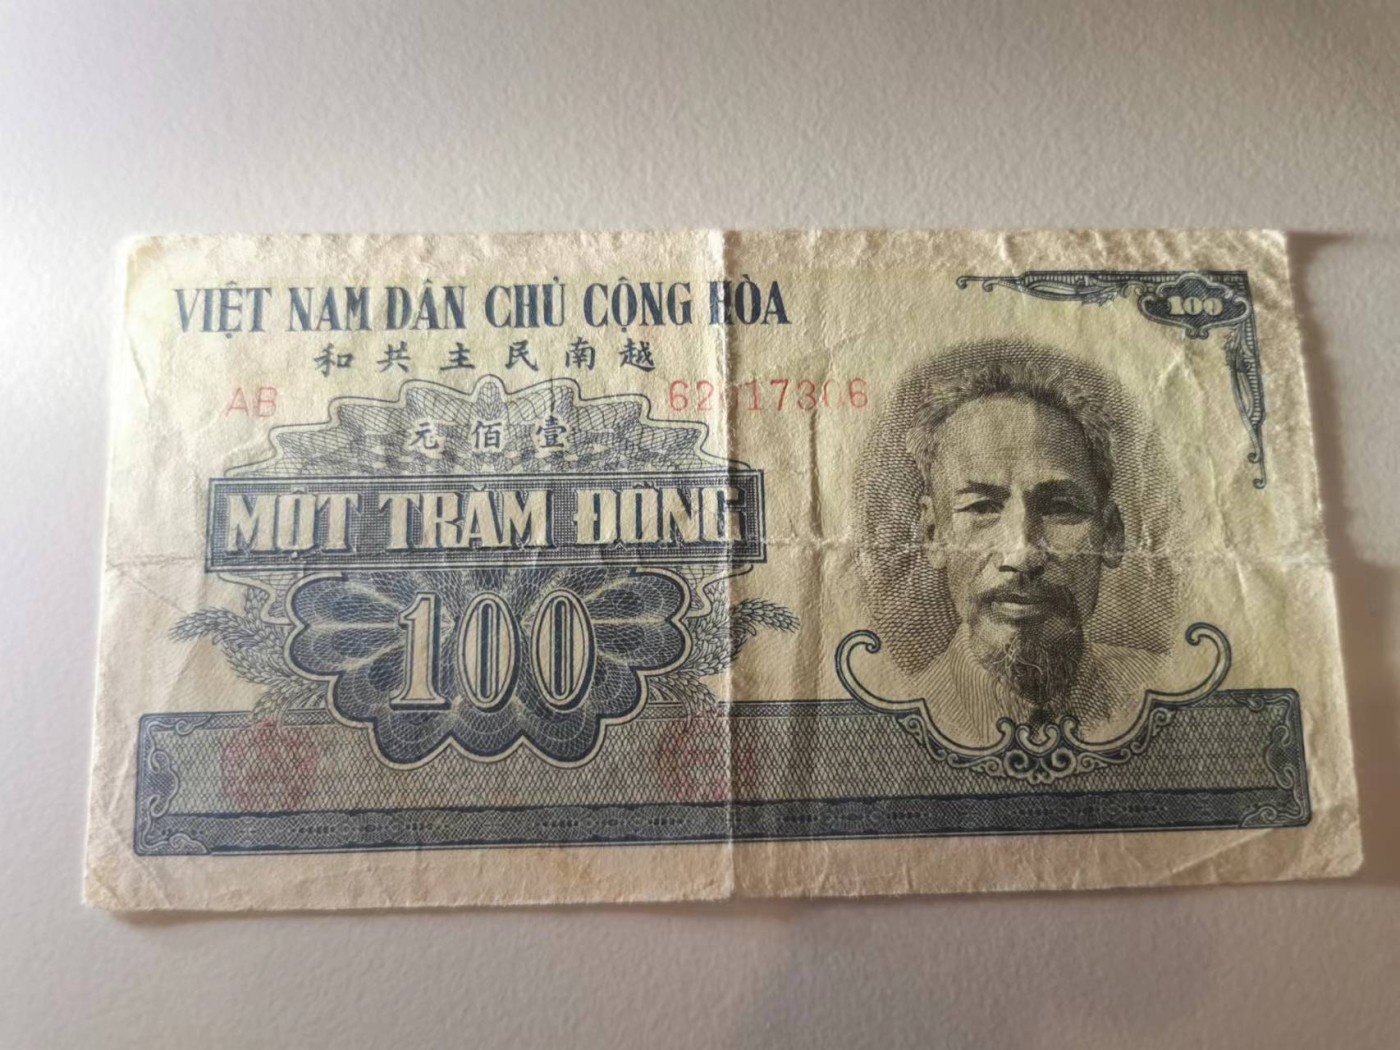 VIỆT NAM DÂN CHỦ CỘNG HÒA
越南民主共和
100
AB 62017306
壹佰元
MỘT TRĂM ĐỒNG
100